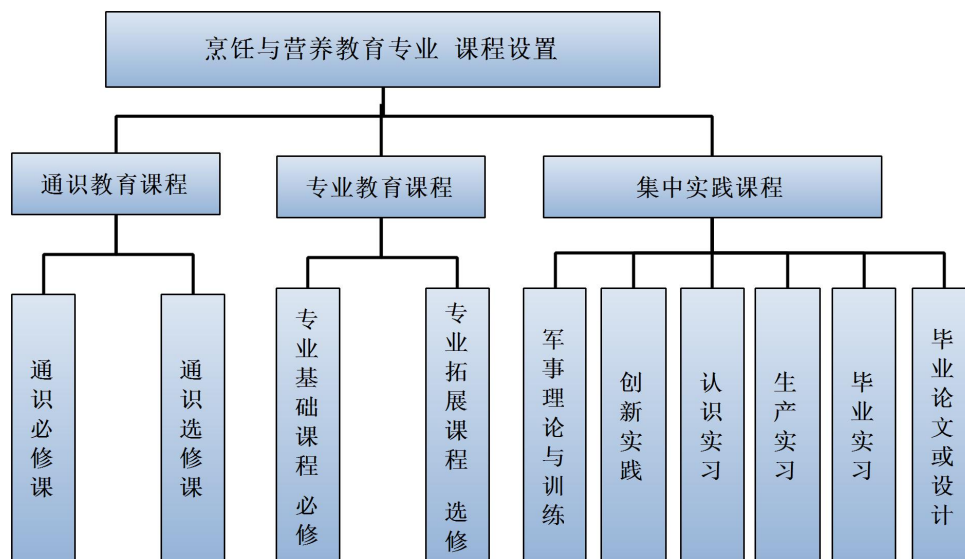 烹饪与营养教育专业 课程设置
通识教育课程
专业教育课程
集中实践课程
通识必修课
通识选修课
专业基础课程 必修
专业拓展课程 选修
军事理论与训练
创新实践
认识实习
生产实习
毕业实习
毕业论文或设计